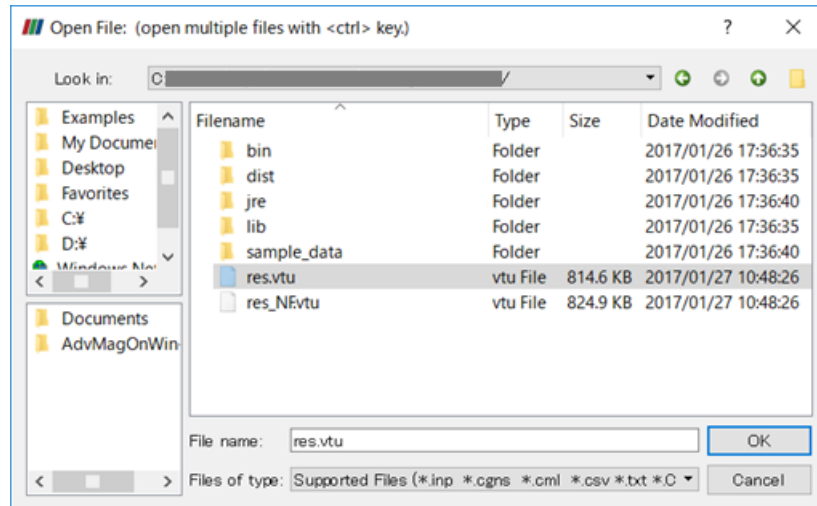 Open File: (open multiple files with <ctrl> key.)
Look in: C /
Examples
My Documen
Desktop
Favorites
C:¥
D:¥
Windows Net
Documents
AdvMagOnWin
Filename Type Size Date Modified
bin Folder 2017/01/26 17:36:35
dist Folder 2017/01/26 17:36:35
jre Folder 2017/01/26 17:36:40
lib Folder 2017/01/26 17:36:35
sample_data Folder 2017/01/26 17:36:40
res.vtu vtu File 814.6 KB 2017/01/27 10:48:26
res_NF.vtu vtu File 824.9 KB 2017/01/27 10:48:26
File name: res.vtu OK
Files of type: Supported Files (*.inp *.cgns *.cml *.csv *.txt *.C Cancel